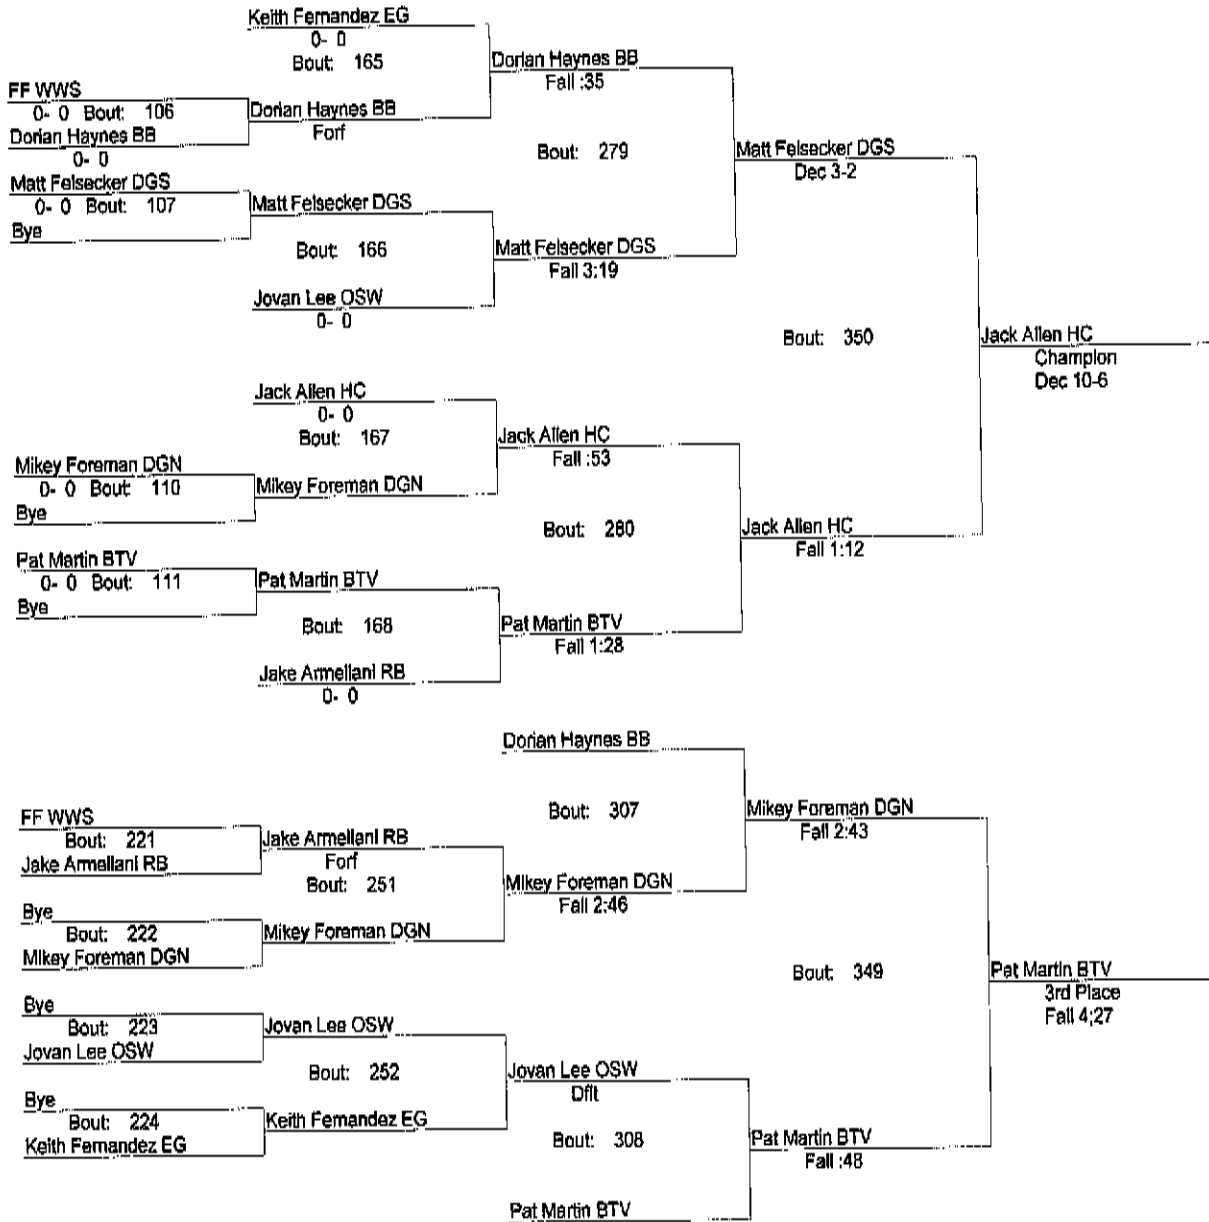 Keith Fernandez EG
0- 0
Bout: 165
Dorian Haynes BB
Fall :35
FF WWS
0- 0 Bout: 106
Dorian Haynes BB
Forf
Dorian Haynes BB
0- 0
Bout: 279
Matt Felsecker DGS
Dec 3-2
Matt Felsecker DGS
0- 0 Bout: 107
Matt Felsecker DGS
Bye
Bout: 166
Matt Felsecker DGS
Fall 3:19
Jovan Lee OSW
0- 0
Bout: 350
Jack Allen HC
Champion
Dec 10-6
Jack Allen HC
0- 0
Bout: 167
Jack Allen HC
Fall :53
Mikey Foreman DGN
0- 0 Bout: 110
Mikey Foreman DGN
Bye
Bout: 280
Jack Allen HC
Fall 1:12
Pat Martin BTV
0- 0 Bout: 111
Pat Martin BTV
Bye
Bout: 168
Pat Martin BTV
Fall 1:28
Jake Armellani RB
0- 0
Dorian Haynes BB
Bout: 307
Mikey Foreman DGN
Fall 2:43
FF WWS
Bout: 221
Jake Armellani RB
Forf
Jake Armellani RB
Bout: 251
Mikey Foreman DGN
Fall 2:46
Bye
Bout: 222
Mikey Foreman DGN
Mikey Foreman DGN
Bout: 349
Pat Martin BTV
3rd Place
Fall 4;27
Bye
Bout: 223
Jovan Lee OSW
Jovan Lee OSW
Bout: 252
Jovan Lee OSW
Dflt
Bye
Bout: 224
Keith Fernandez EG
Keith Fernandez EG
Bout: 308
Pat Martin BTV
Fall :48
Pat Martin BTV